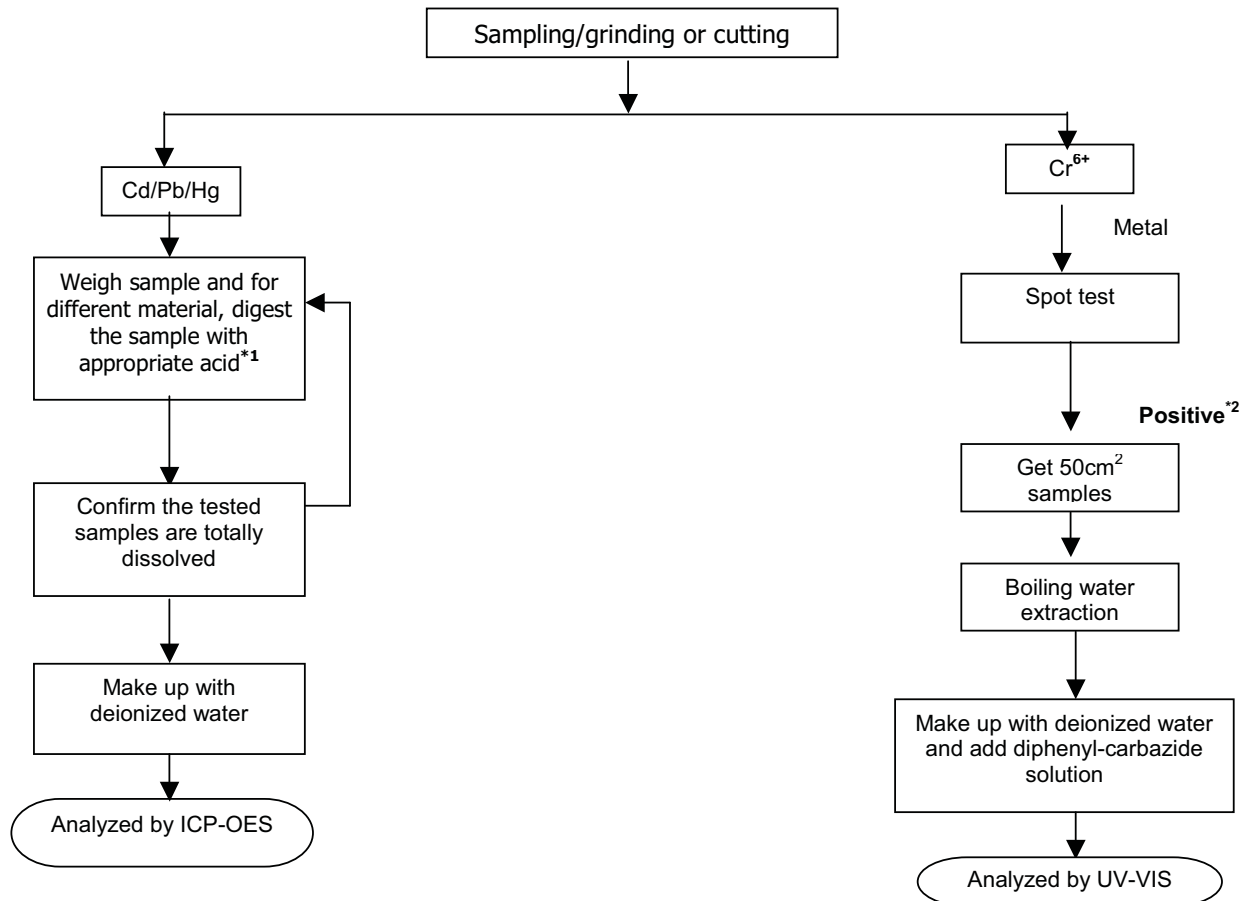 Sampling/grinding or cutting
Cd/Pb/Hg
Weigh sample and for
different material, digest
the sample with
appropriate acid*1
Confirm the tested
samples are totally
dissolved
Make up with
deionized water
Analyzed by ICP-OES
Cr6+
Metal
Spot test
Positive*2
Get 50cm2
samples
Boiling water
extraction
Make up with deionized water
and add diphenyl-carbazide
solution
Analyzed by UV-VIS